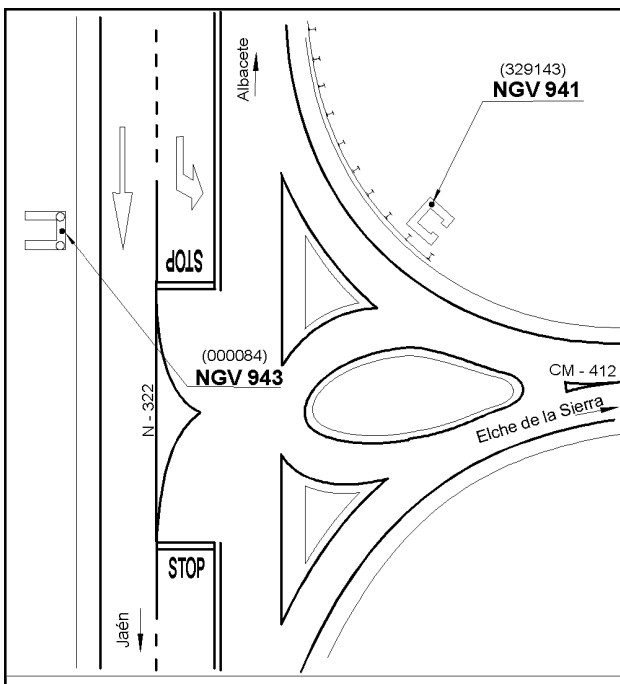 Albacete
(329143)
NGV 941
STOP
(000084)
NGV 943
N - 322
CM - 412
Elche de la Sierra
STOP
Jaén